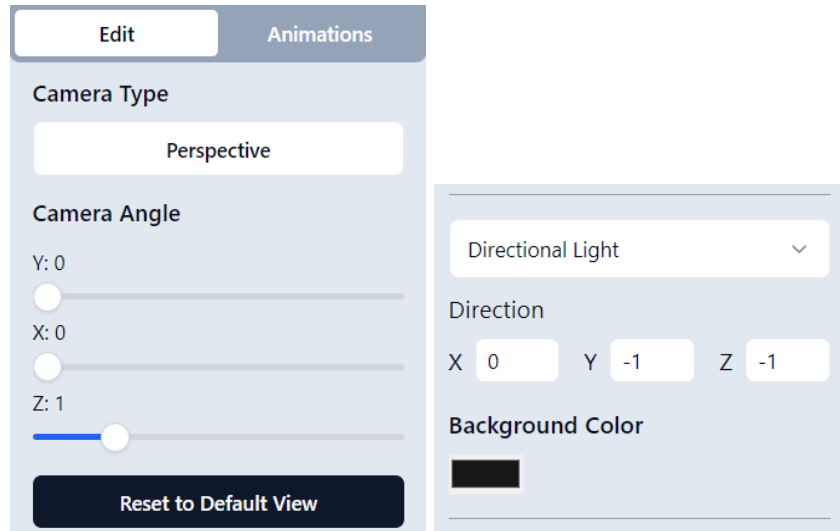 Edit Animations
Camera Type
Perspective
Camera Angle
Y: 0
X: 0
Z: 1
Reset to Default View
Directional Light
Direction
X 0 Y -1 Z -1
Background Color